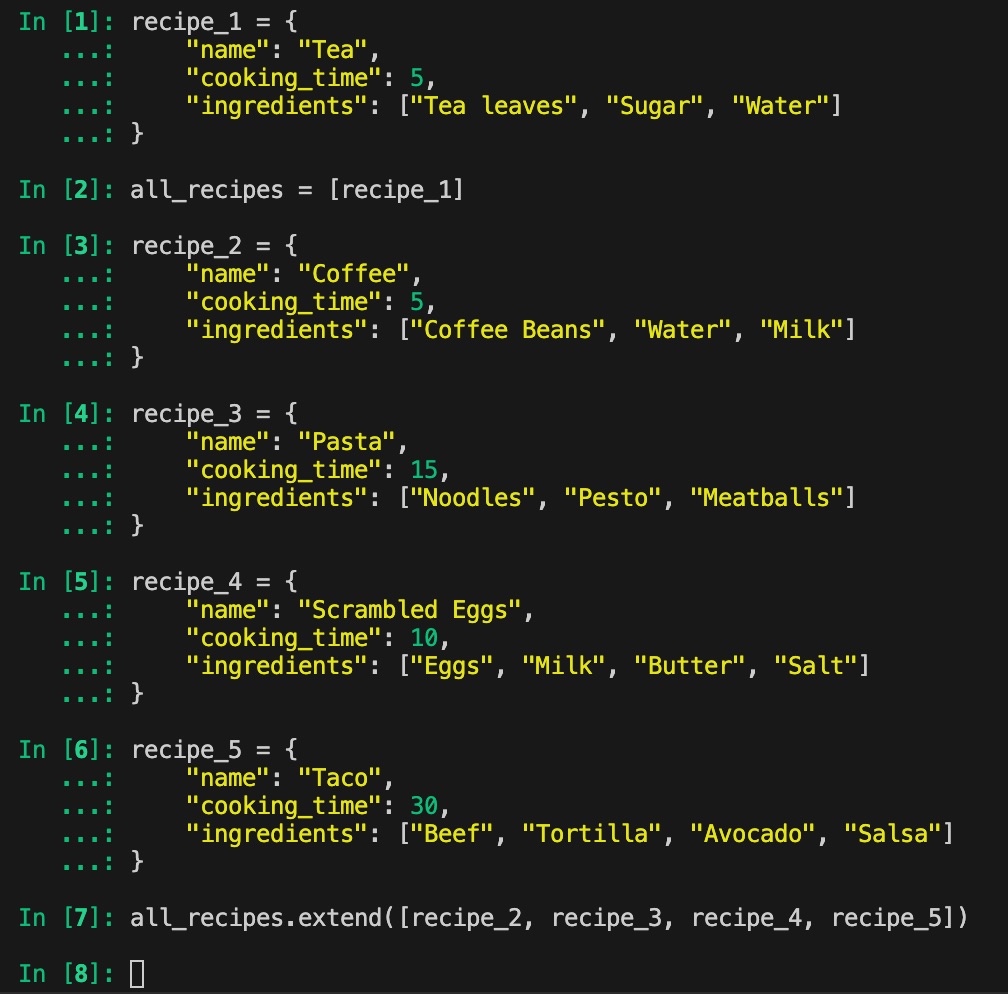 In [1]: recipe_1 = {
   ...:     "name": "Tea",
   ...:     "cooking_time": 5,
   ...:     "ingredients": ["Tea leaves", "Sugar", "Water"]
   ...: }
In [2]: all_recipes = [recipe_1]
In [3]: recipe_2 = {
   ...:     "name": "Coffee",
   ...:     "cooking_time": 5,
   ...:     "ingredients": ["Coffee Beans", "Water", "Milk"]
   ...: }
In [4]: recipe_3 = {
   ...:     "name": "Pasta",
   ...:     "cooking_time": 15,
   ...:     "ingredients": ["Noodles", "Pesto", "Meatballs"]
   ...: }
In [5]: recipe_4 = {
   ...:     "name": "Scrambled Eggs",
   ...:     "cooking_time": 10,
   ...:     "ingredients": ["Eggs", "Milk", "Butter", "Salt"]
   ...: }
In [6]: recipe_5 = {
   ...:     "name": "Taco",
   ...:     "cooking_time": 30,
   ...:     "ingredients": ["Beef", "Tortilla", "Avocado", "Salsa"]
   ...: }
In [7]: all_recipes.extend([recipe_2, recipe_3, recipe_4, recipe_5])
In [8]: